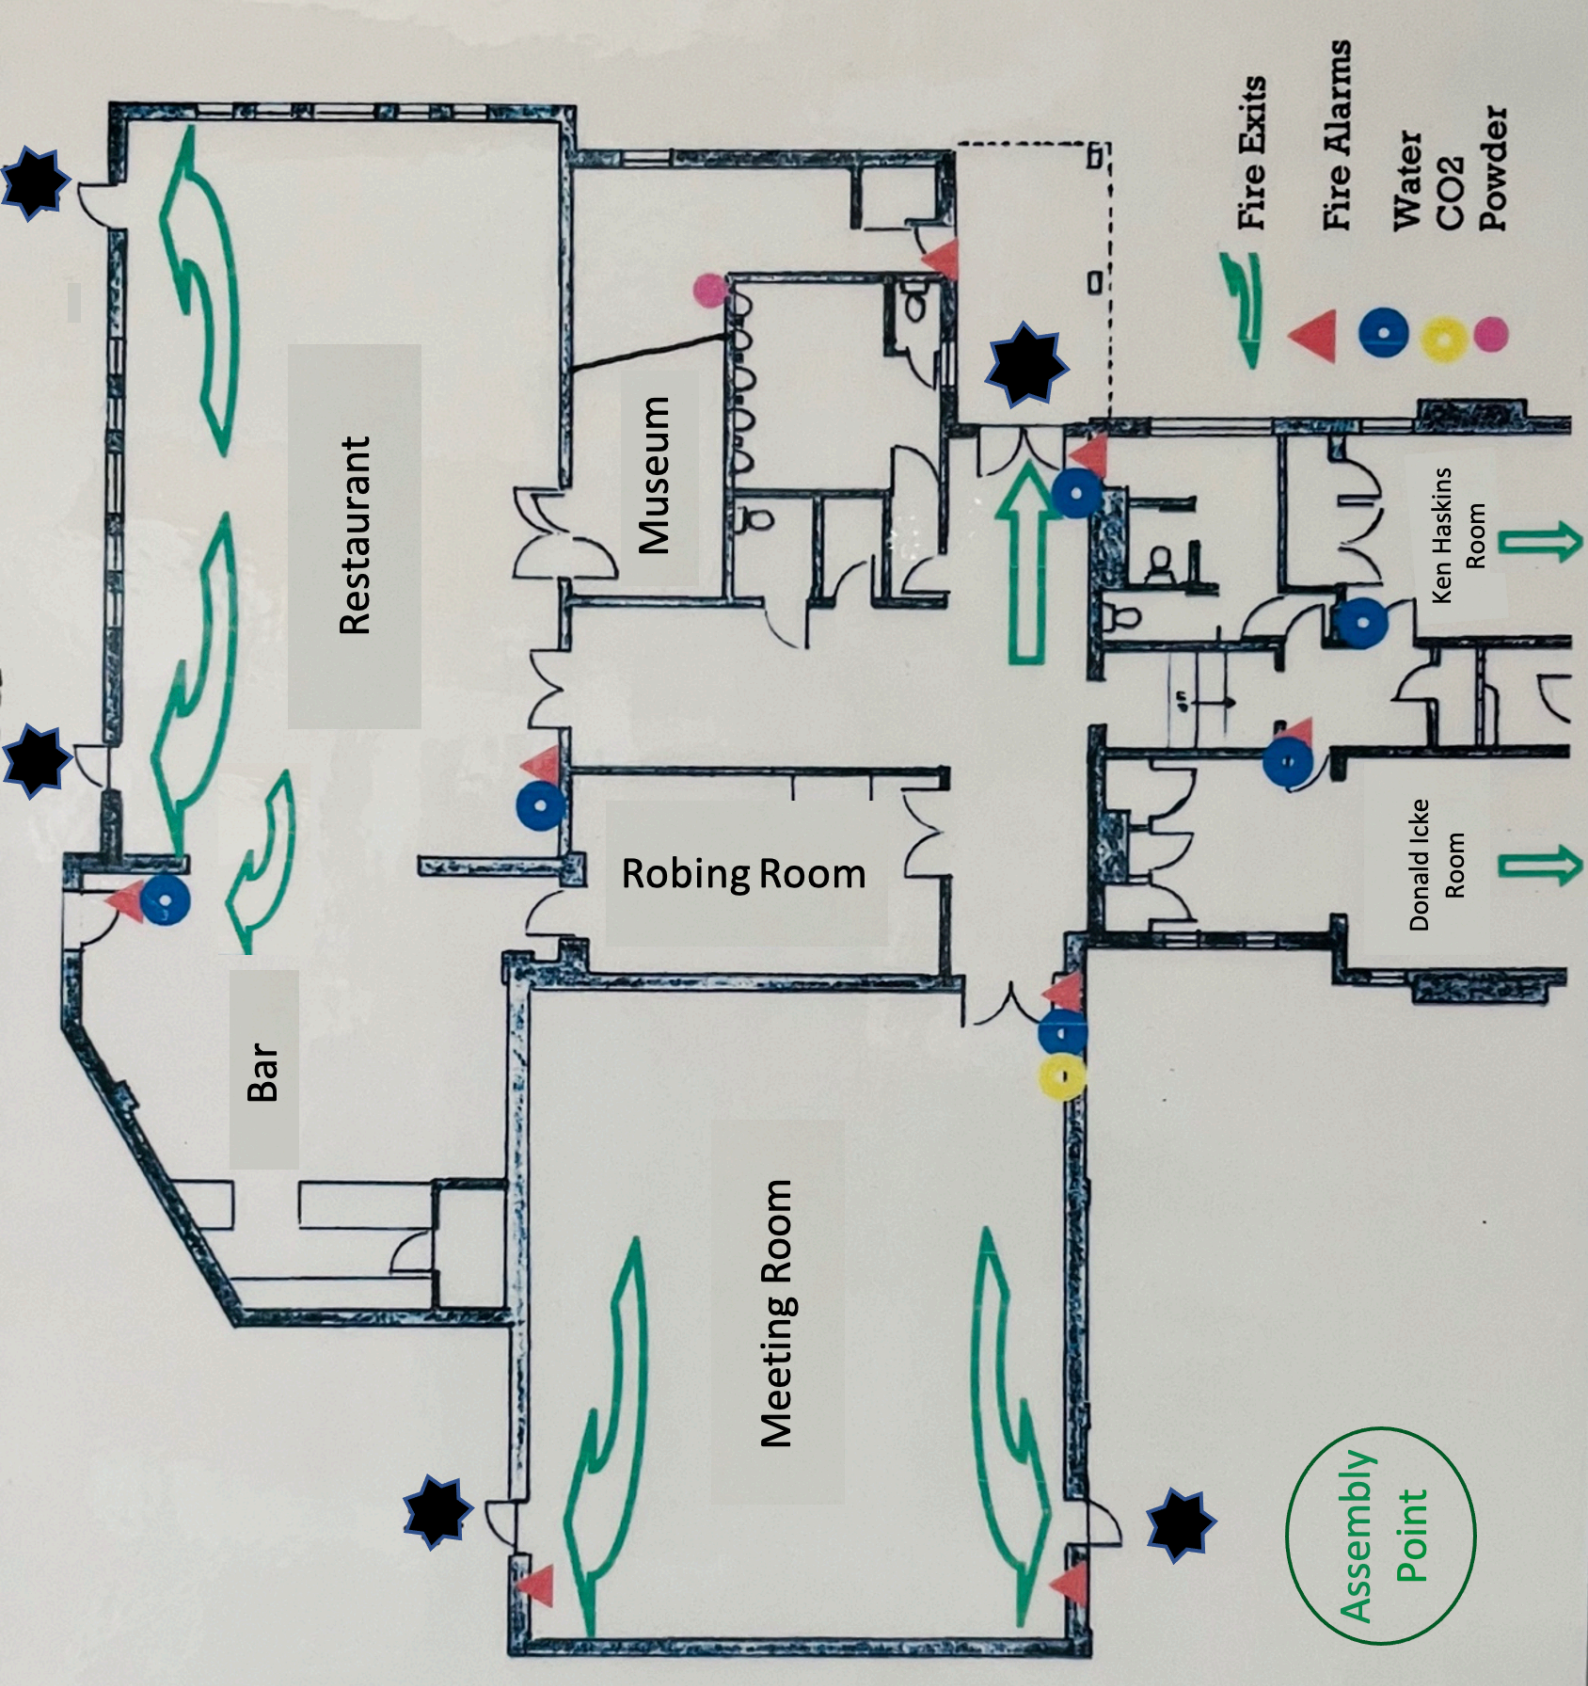 Fire Exits
Fire Alarms
Water
CO2
Powder
Restaurant
Museum
Ken Haskins
Room
Robing Room
Donald Icke
Room
Bar
Meeting Room
Assembly
Point
up